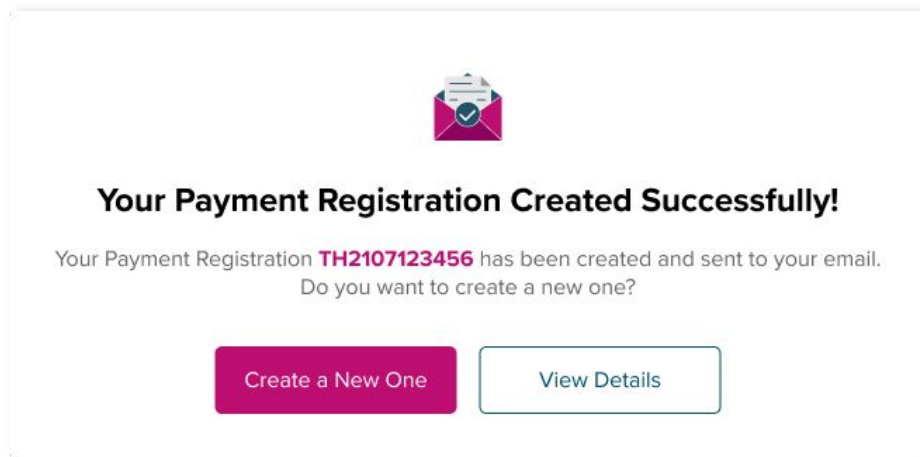 Your Payment Registration Created Successfully!
Your Payment Registration TH2107123456 has been created and sent to your email.
Do you want to create a new one?
Create a New One
View Details